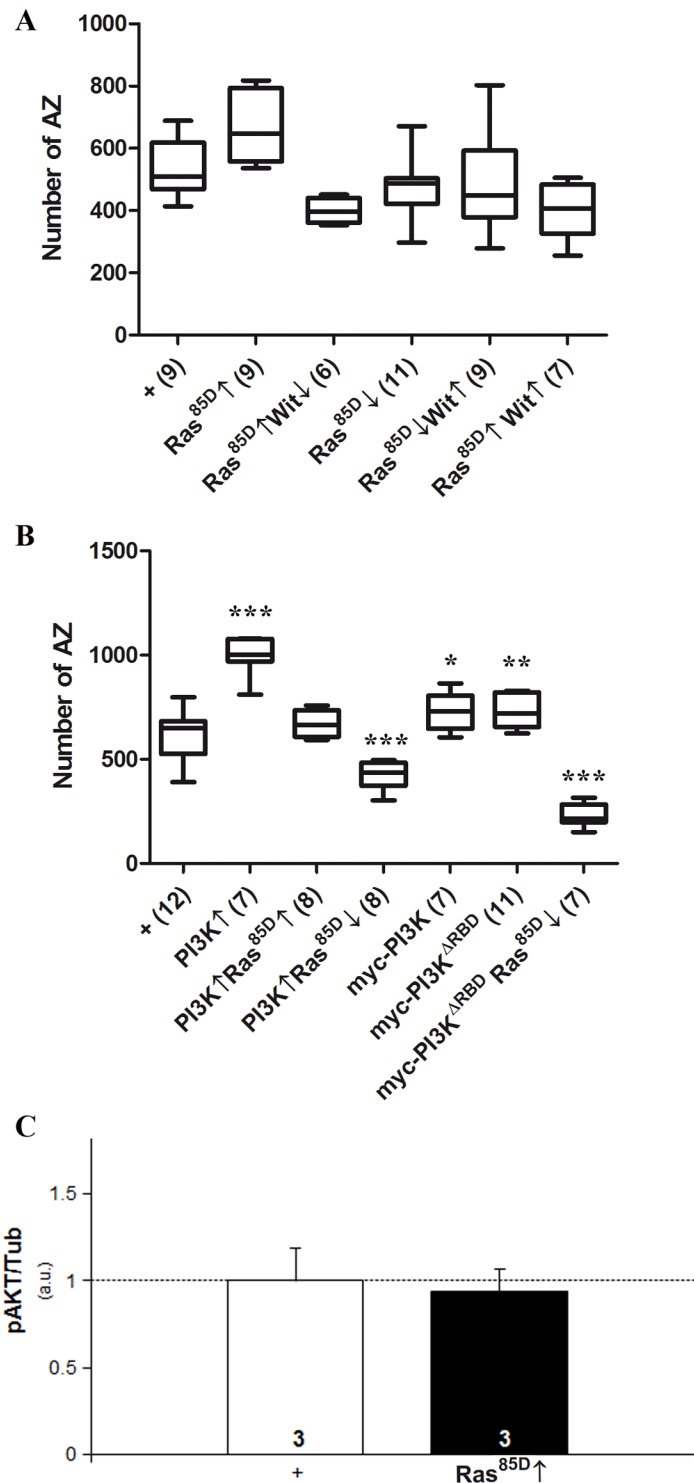 A
Number of AZ
1000
800
600
400
200
0
+ (9)
Ras85D↑ (9)
Ras85D↑Wit↓ (6)
Ras85D↓ (11)
Ras85D↓Wit↑ (9)
Ras85D↑ Wit↑ (7)
B
Number of AZ
1500
1000
500
0
***
***
*
**
***
+ (12)
PI3K↑ (7)
PI3K↑Ras85D↑ (8)
PI3K↑Ras85D↓ (8)
myc-PI3K (7)
myc-PI3KΔRBD (11)
myc-PI3KΔRBD Ras85D↓ (7)
C
pAKT/Tub
(a.u.)
1.5
1
0.5
0
3
3
+
Ras85D↑